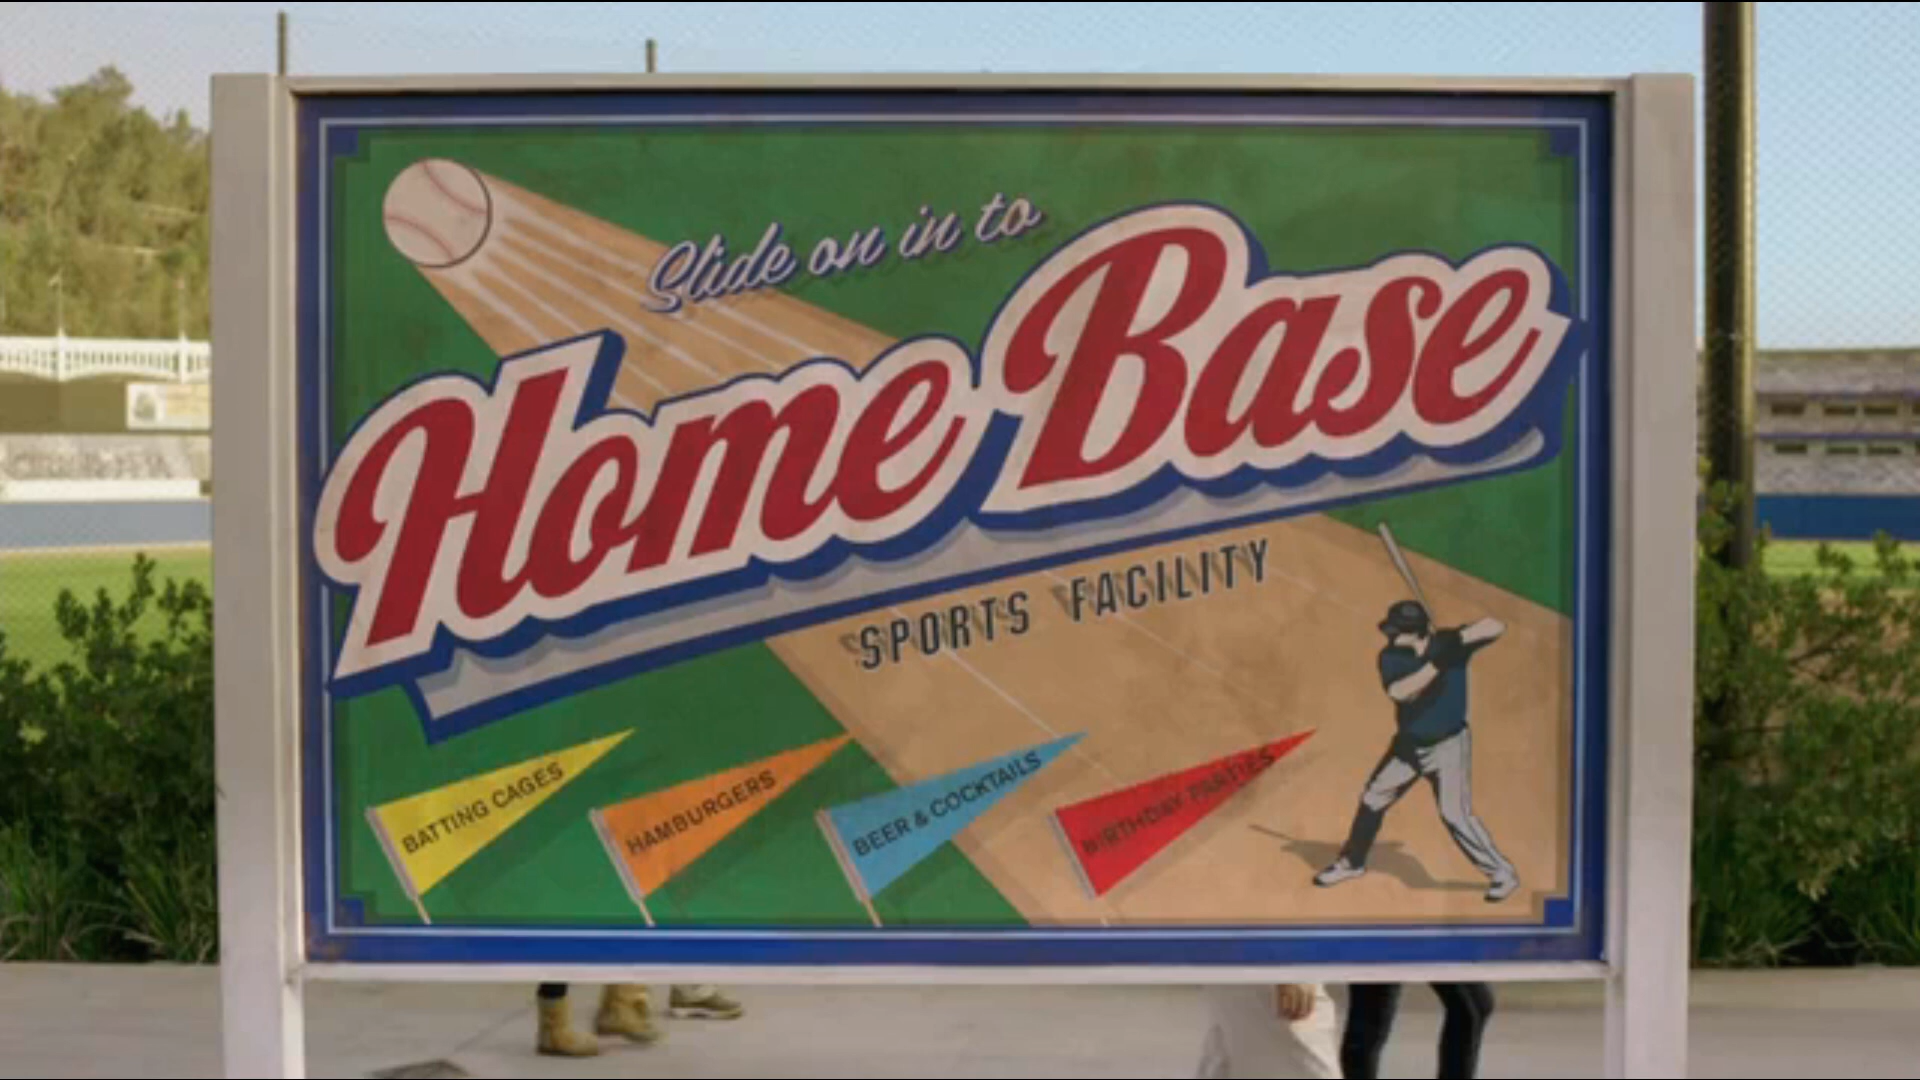 Slide on in to
Home Base
SPORTS FACILITY
BATTING CAGES
HAMBURGERS
BEER & COCKTAILS
BIRTHDAY PARTIES